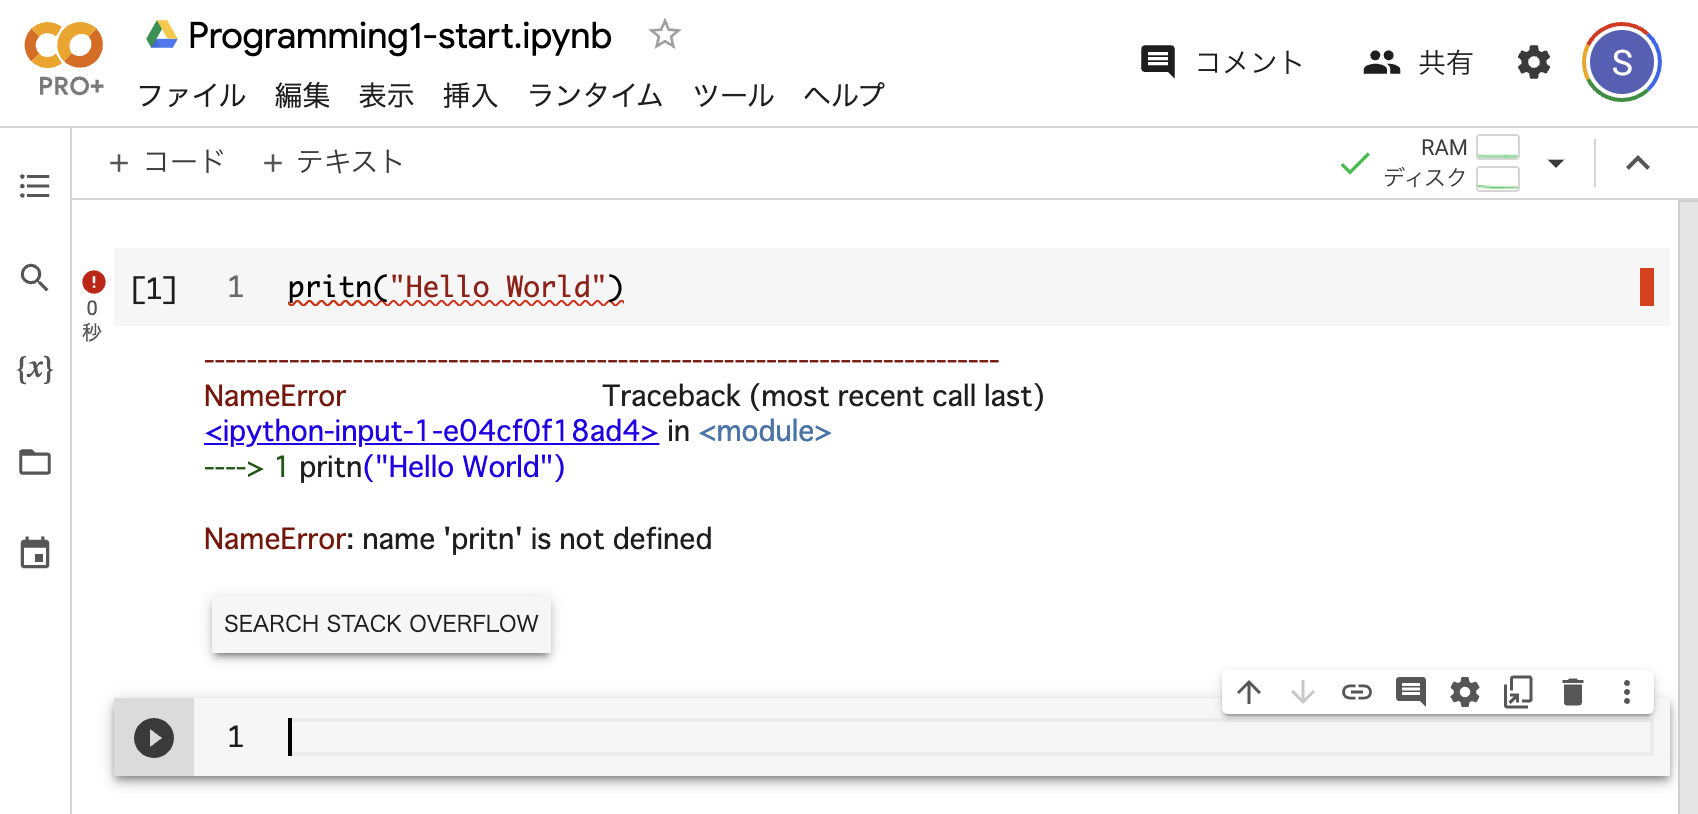 Programming1-start.ipynb
PRO+
ファイル 編集 表示 挿入 ランタイム ツール ヘルプ
コメント 共有 S
+ コード + テキスト
RAM
ディスク
[1] 1 pritn("Hello World")
0
秒
{x}
---------------------------------------------------------------------------
NameError Traceback (most recent call last)
<ipython-input-1-e04cf0f18ad4> in <module>
----> 1 pritn("Hello World")
NameError: name 'pritn' is not defined
SEARCH STACK OVERFLOW
1